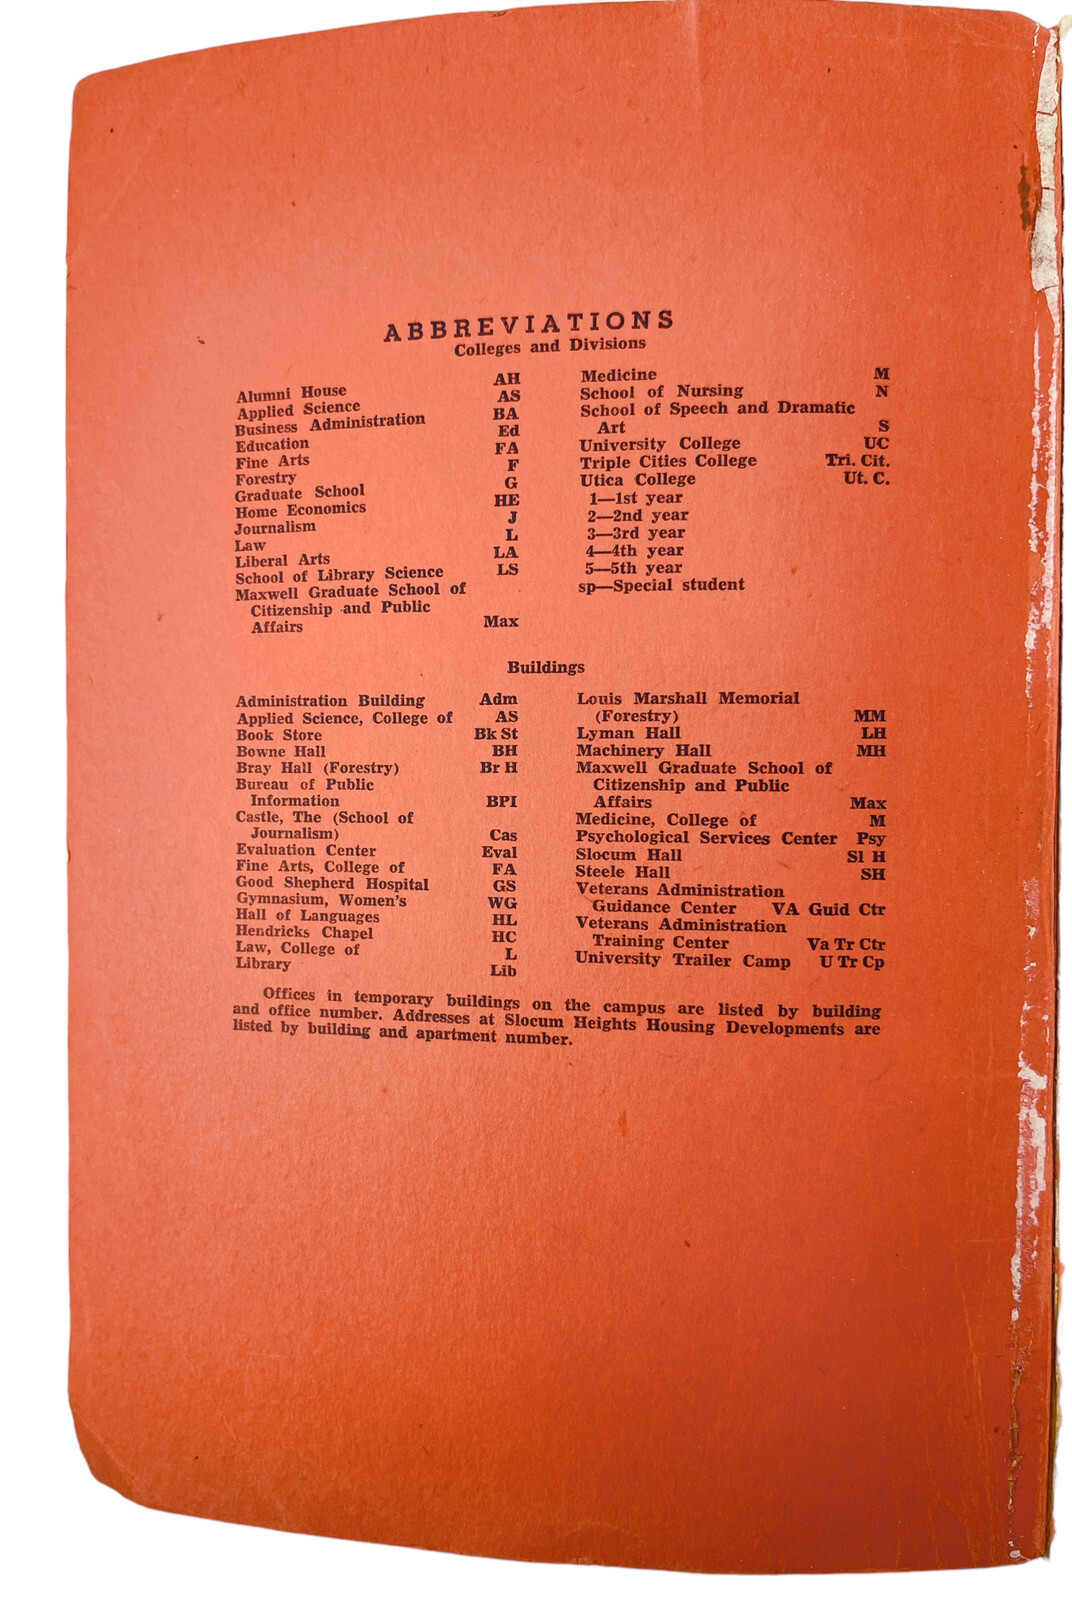 ABBREVIATIONS
Colleges and Divisions
Alumni House AH
Applied Science AS
Business Administration BA
Education Ed
Fine Arts FA
Forestry F
Graduate School G
Home Economics HE
Journalism J
Law L
Liberal Arts LA
School of Library Science LS
Maxwell Graduate School of
Citizenship and Public
Affairs Max
Medicine M
School of Nursing N
School of Speech and Dramatic
Art S
University College UC
Triple Cities College Tri. Cit.
Utica College Ut. C.
1—1st year
2—2nd year
3—3rd year
4—4th year
5—5th year
sp—Special student
Buildings
Administration Building Adm
Applied Science, College of AS
Book Store Bk St
Bowne Hall BH
Bray Hall (Forestry) Br H
Bureau of Public
Information BPI
Castle, The (School of
Journalism) Cas
Evaluation Center Eval
Fine Arts, College of FA
Good Shepherd Hospital GS
Gymnasium, Women's WG
Hall of Languages HL
Hendricks Chapel HC
Law, College of L
Library Lib
Louis Marshall Memorial
(Forestry) MM
Lyman Hall LH
Machinery Hall MH
Maxwell Graduate School of
Citizenship and Public
Affairs Max
Medicine, College of M
Psychological Services Center Psy
Slocum Hall Sl H
Steele Hall SH
Veterans Administration
Guidance Center VA Guid Ctr
Veterans Administration
Training Center Va Tr Ctr
University Trailer Camp U Tr Cp
Offices in temporary buildings on the campus are listed by building
and office number. Addresses at Slocum Heights Housing Developments are
listed by building and apartment number.